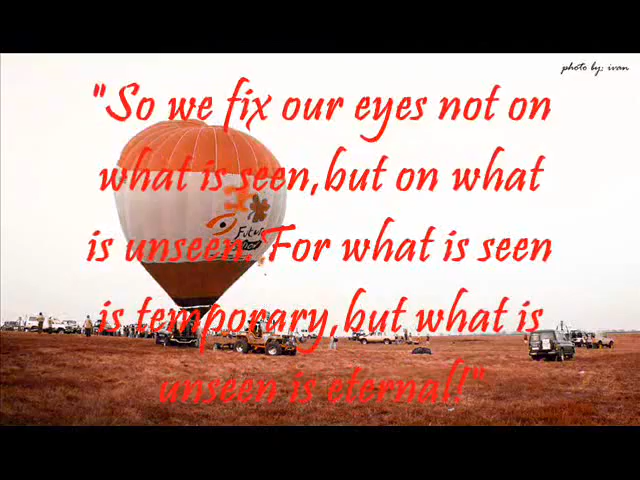 photo by: ivan
"So we fix our eyes not on
what is seen,but on what
is unseen. For what is seen
is temporary,but what is
unseen is eternal!"
Future